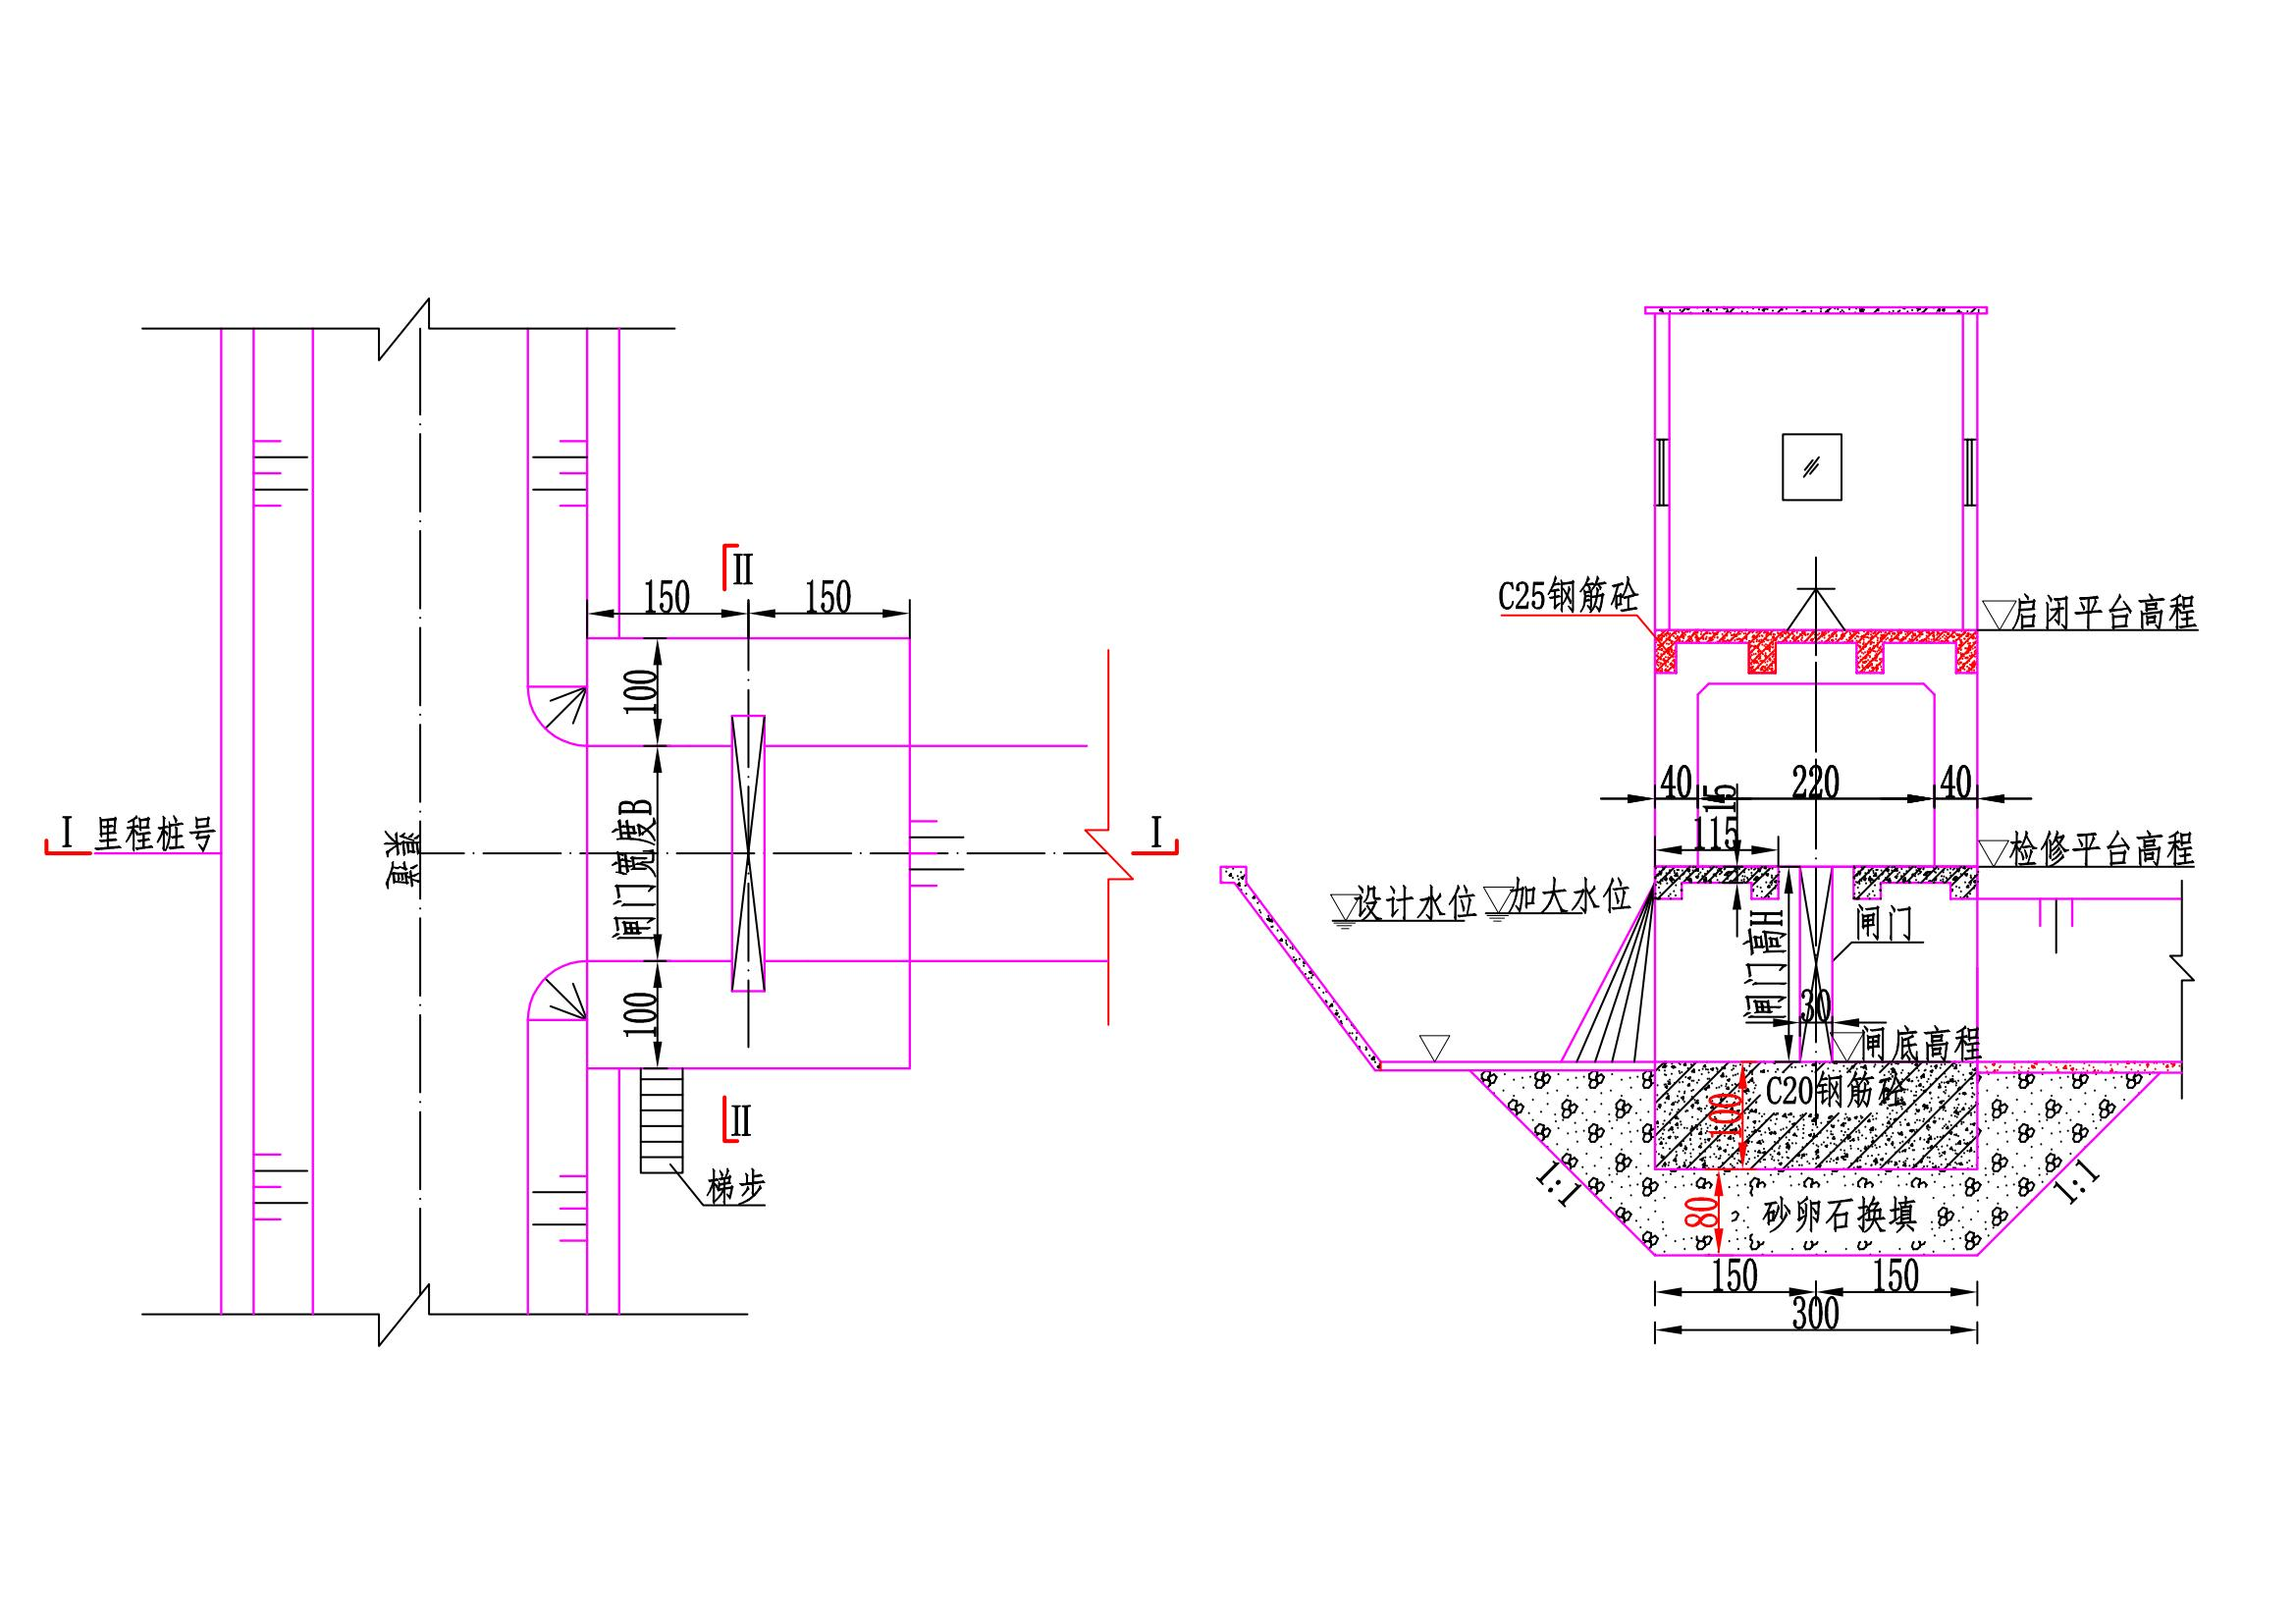 II
150
150
100
闸门宽度B
100
I
里程桩号
渠道
I
II
梯步
C25钢筋砼
启闭平台高程
40
220
40
15
115
检修平台高程
设计水位
加大水位
闸门高H
闸门
30
闸底高程
C20钢筋砼
100
1:1
1:1
80
砂卵石换填
150
150
300